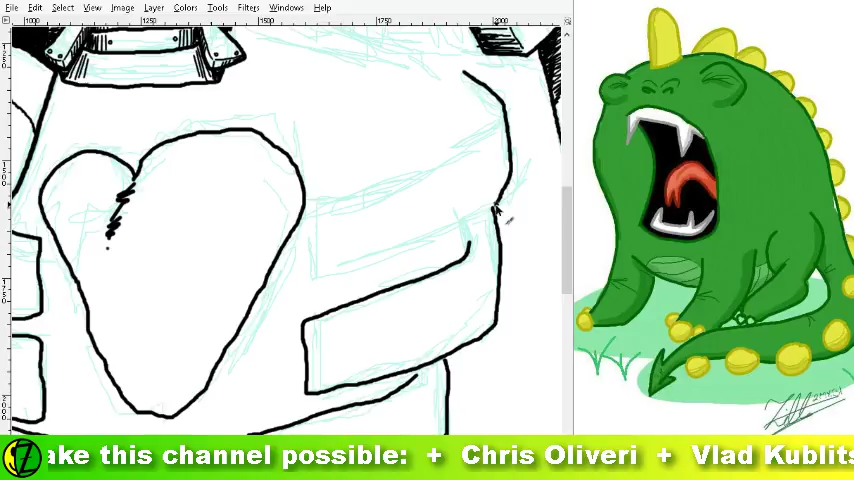 File Edit View Image Layer Colors Tools Filters Windows Help
1000 1250 1500 1750 2000
ake this channel possible: + Chris Oliveri + Vlad Kublits